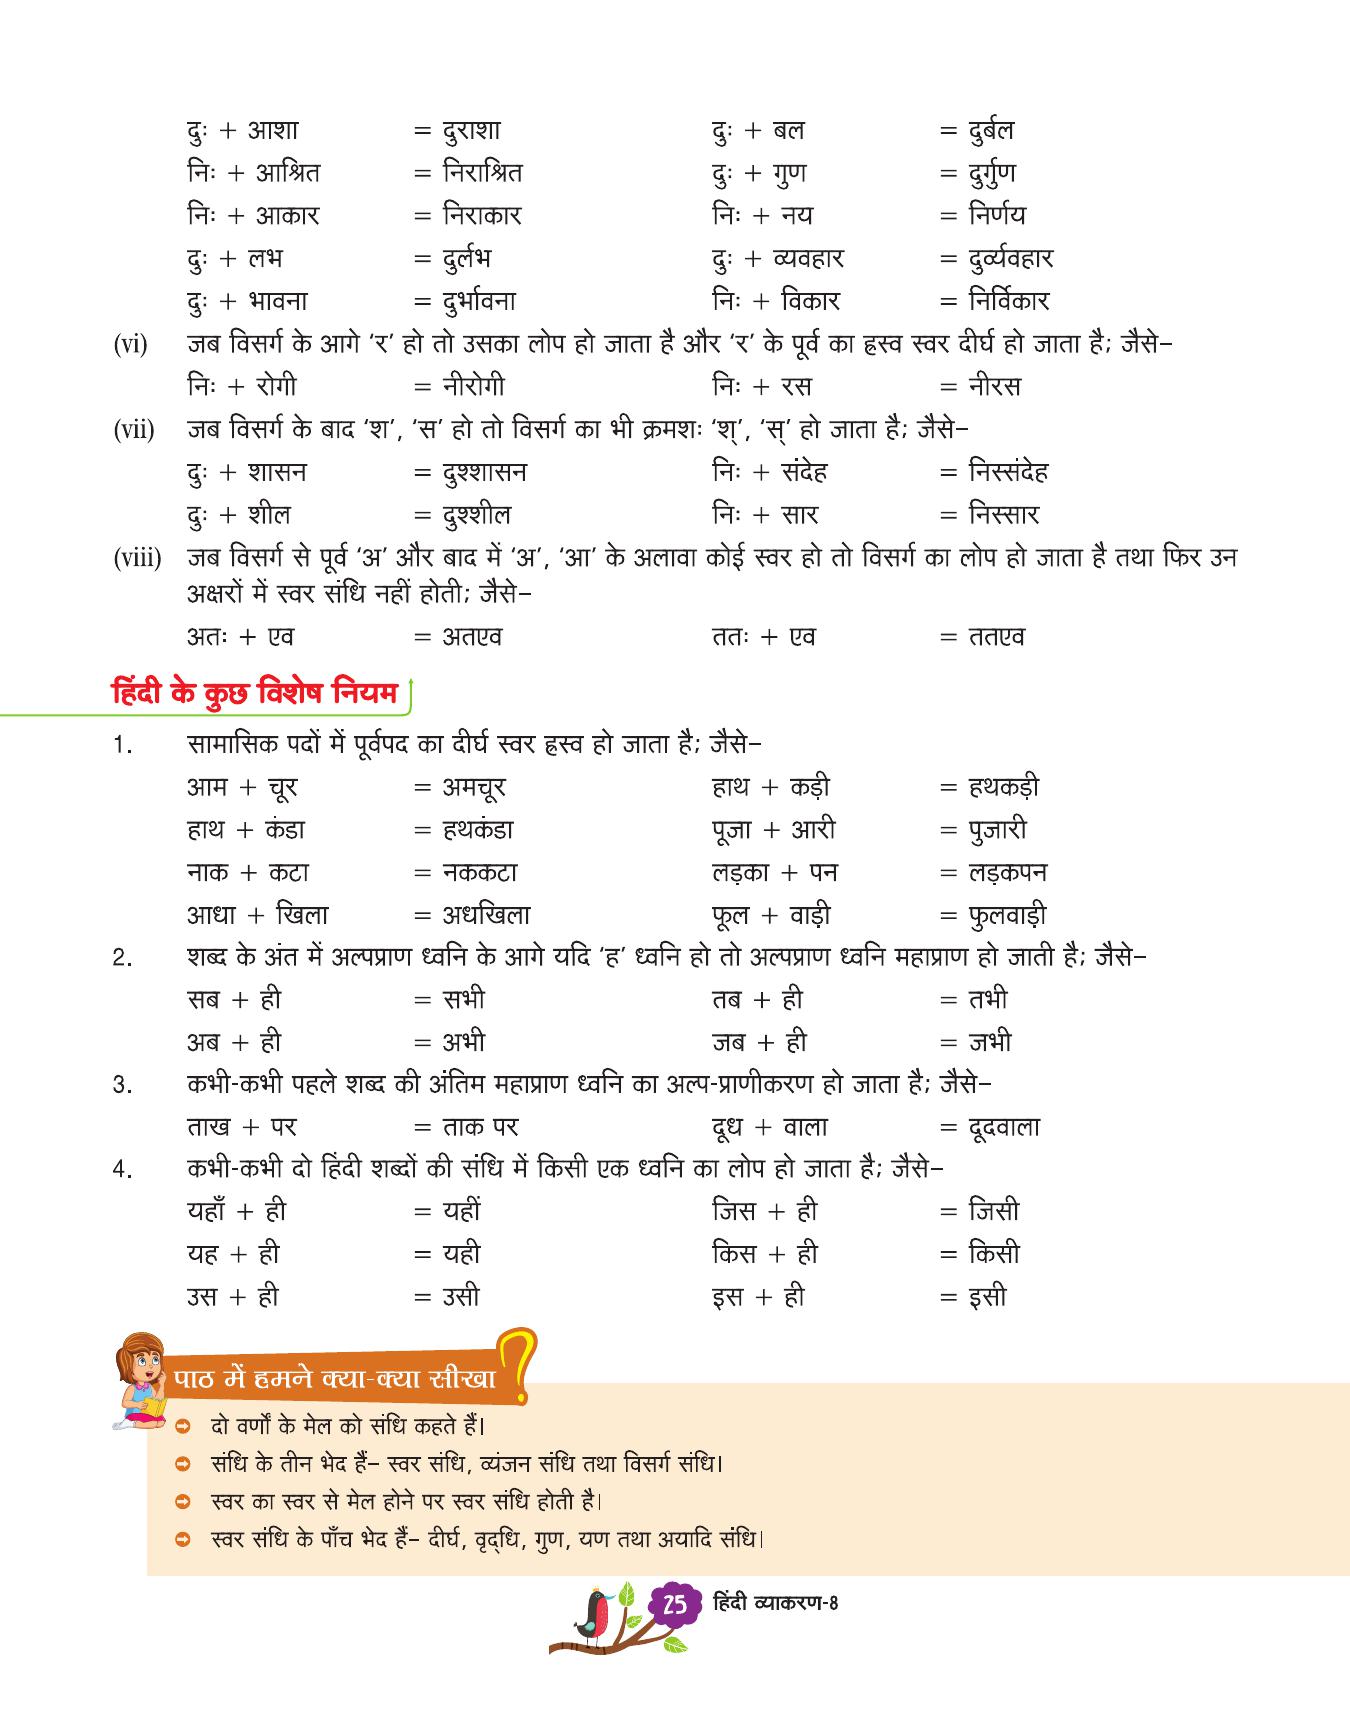 दुः + आशा = दुराशा दुः + बल = दुर्बल
निः + आश्रित = निराश्रित दुः + गुण = दुर्गुण
निः + आकार = निराकार निः + नय = निर्णय
दुः + लभ = दुर्लभ दुः + व्यवहार = दुर्व्यवहार
दुः + भावना = दुर्भावना निः + विकार = निर्विकार
(vi) जब विसर्ग के आगे ‘र’ हो तो उसका लोप हो जाता है और ‘र’ के पूर्व का ह्रस्व स्वर दीर्घ हो जाता है; जैसे–
निः + रोगी = नीरोगी निः + रस = नीरस
(vii) जब विसर्ग के बाद ‘श’, ‘स’ हो तो विसर्ग का भी क्रमशः ‘श्’, ‘स्’ हो जाता है; जैसे–
दुः + शासन = दुश्शासन निः + संदेह = निस्संदेह
दुः + शील = दुश्शील निः + सार = निस्सार
(viii) जब विसर्ग से पूर्व ‘अ’ और बाद में ‘अ’, ‘आ’ के अलावा कोई स्वर हो तो विसर्ग का लोप हो जाता है तथा फिर उन
अक्षरों में स्वर संधि नहीं होती; जैसे–
अतः + एव = अतएव ततः + एव = ततएव
हिंदी के कुछ विशेष नियम
1. सामासिक पदों में पूर्वपद का दीर्घ स्वर ह्रस्व हो जाता है; जैसे–
आम + चूर = अमचूर हाथ + कड़ी = हथकड़ी
हाथ + कंडा = हथकंडा पूजा + आरी = पुजारी
नाक + कटा = नककटा लड़का + पन = लड़कपन
आधा + खिला = अधखिला फूल + वाड़ी = फुलवाड़ी
2. शब्द के अंत में अल्पप्राण ध्वनि के आगे यदि ‘ह’ ध्वनि हो तो अल्पप्राण ध्वनि महाप्राण हो जाती है; जैसे–
सब + ही = सभी तब + ही = तभी
अब + ही = अभी जब + ही = जभी
3. कभी-कभी पहले शब्द की अंतिम महाप्राण ध्वनि का अल्प-प्राणीकरण हो जाता है; जैसे–
ताख + पर = ताक पर दूध + वाला = दूदवाला
4. कभी-कभी दो हिंदी शब्दों की संधि में किसी एक ध्वनि का लोप हो जाता है; जैसे–
यहाँ + ही = यहीं जिस + ही = जिसी
यह + ही = यही किस + ही = किसी
उस + ही = उसी इस + ही = इसी
पाठ में हमने क्या-क्या सीखा ?
दो वर्णों के मेल को संधि कहते हैं।
संधि के तीन भेद हैं– स्वर संधि, व्यंजन संधि तथा विसर्ग संधि।
स्वर का स्वर से मेल होने पर स्वर संधि होती है।
स्वर संधि के पाँच भेद हैं– दीर्घ, वृद्‌धि, गुण, यण तथा अयादि संधि।
25 हिंदी व्याकरण-8